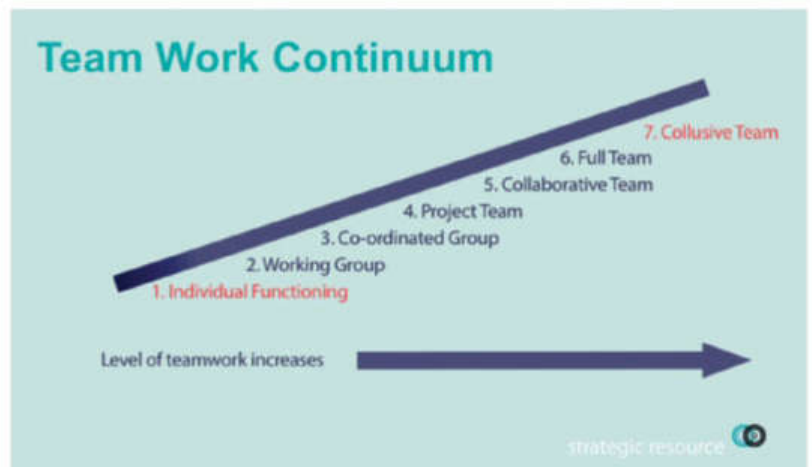 Team Work Continuum
7. Collusive Team
6. Full Team
5. Collaborative Team
4. Project Team
3. Co-ordinated Group
2. Working Group
1. Individual Functioning
Level of teamwork increases
strategic resource